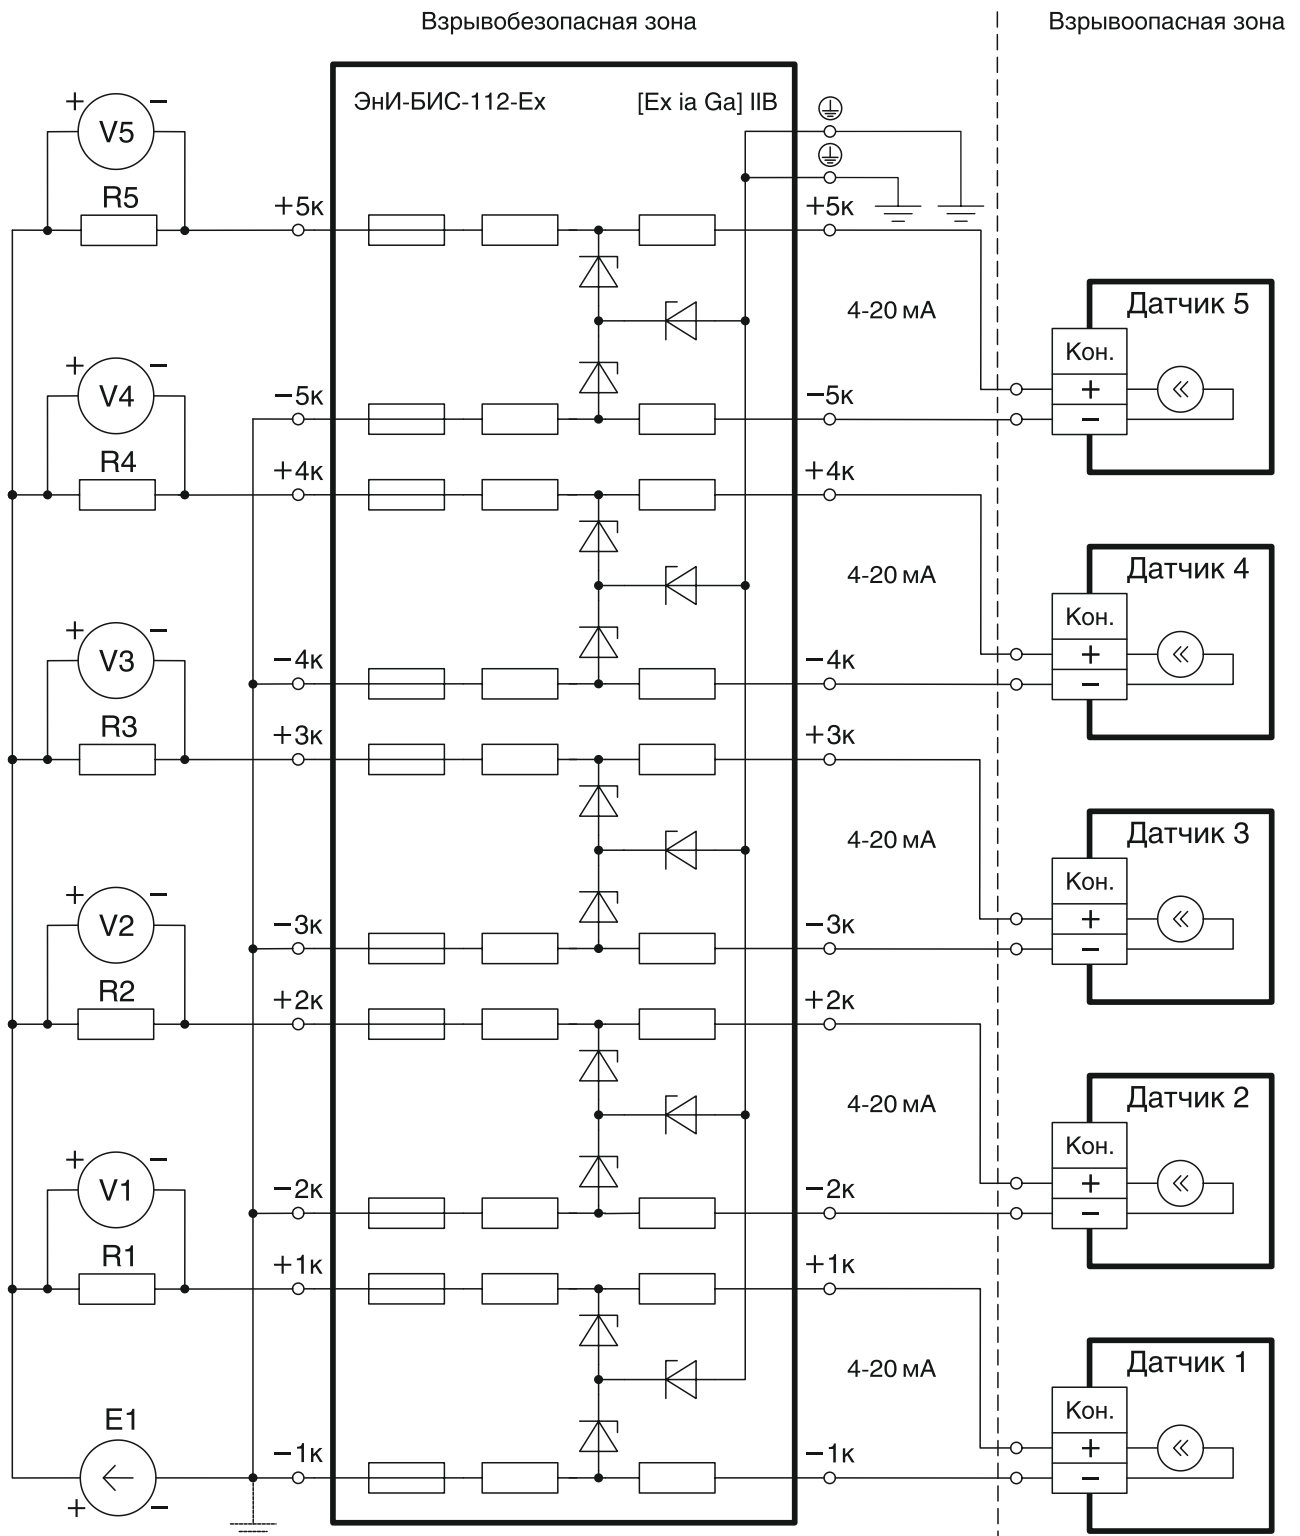 Взрывобезопасная зона
Взрывоопасная зона
ЭнИ-БИС-112-Ex
[Ex ia Ga] IIB
+ V5 −
R5
+5к
+5к
4-20 мА
Датчик 5
Кон.
+
−
−5к
−5к
+ V4 −
R4
+4к
+4к
4-20 мА
Датчик 4
Кон.
+
−
−4к
−4к
+ V3 −
R3
+3к
+3к
4-20 мА
Датчик 3
Кон.
+
−
−3к
−3к
+ V2 −
R2
+2к
+2к
4-20 мА
Датчик 2
Кон.
+
−
−2к
−2к
+ V1 −
R1
+1к
+1к
4-20 мА
Датчик 1
Кон.
+
−
E1
+ −
−1к
−1к